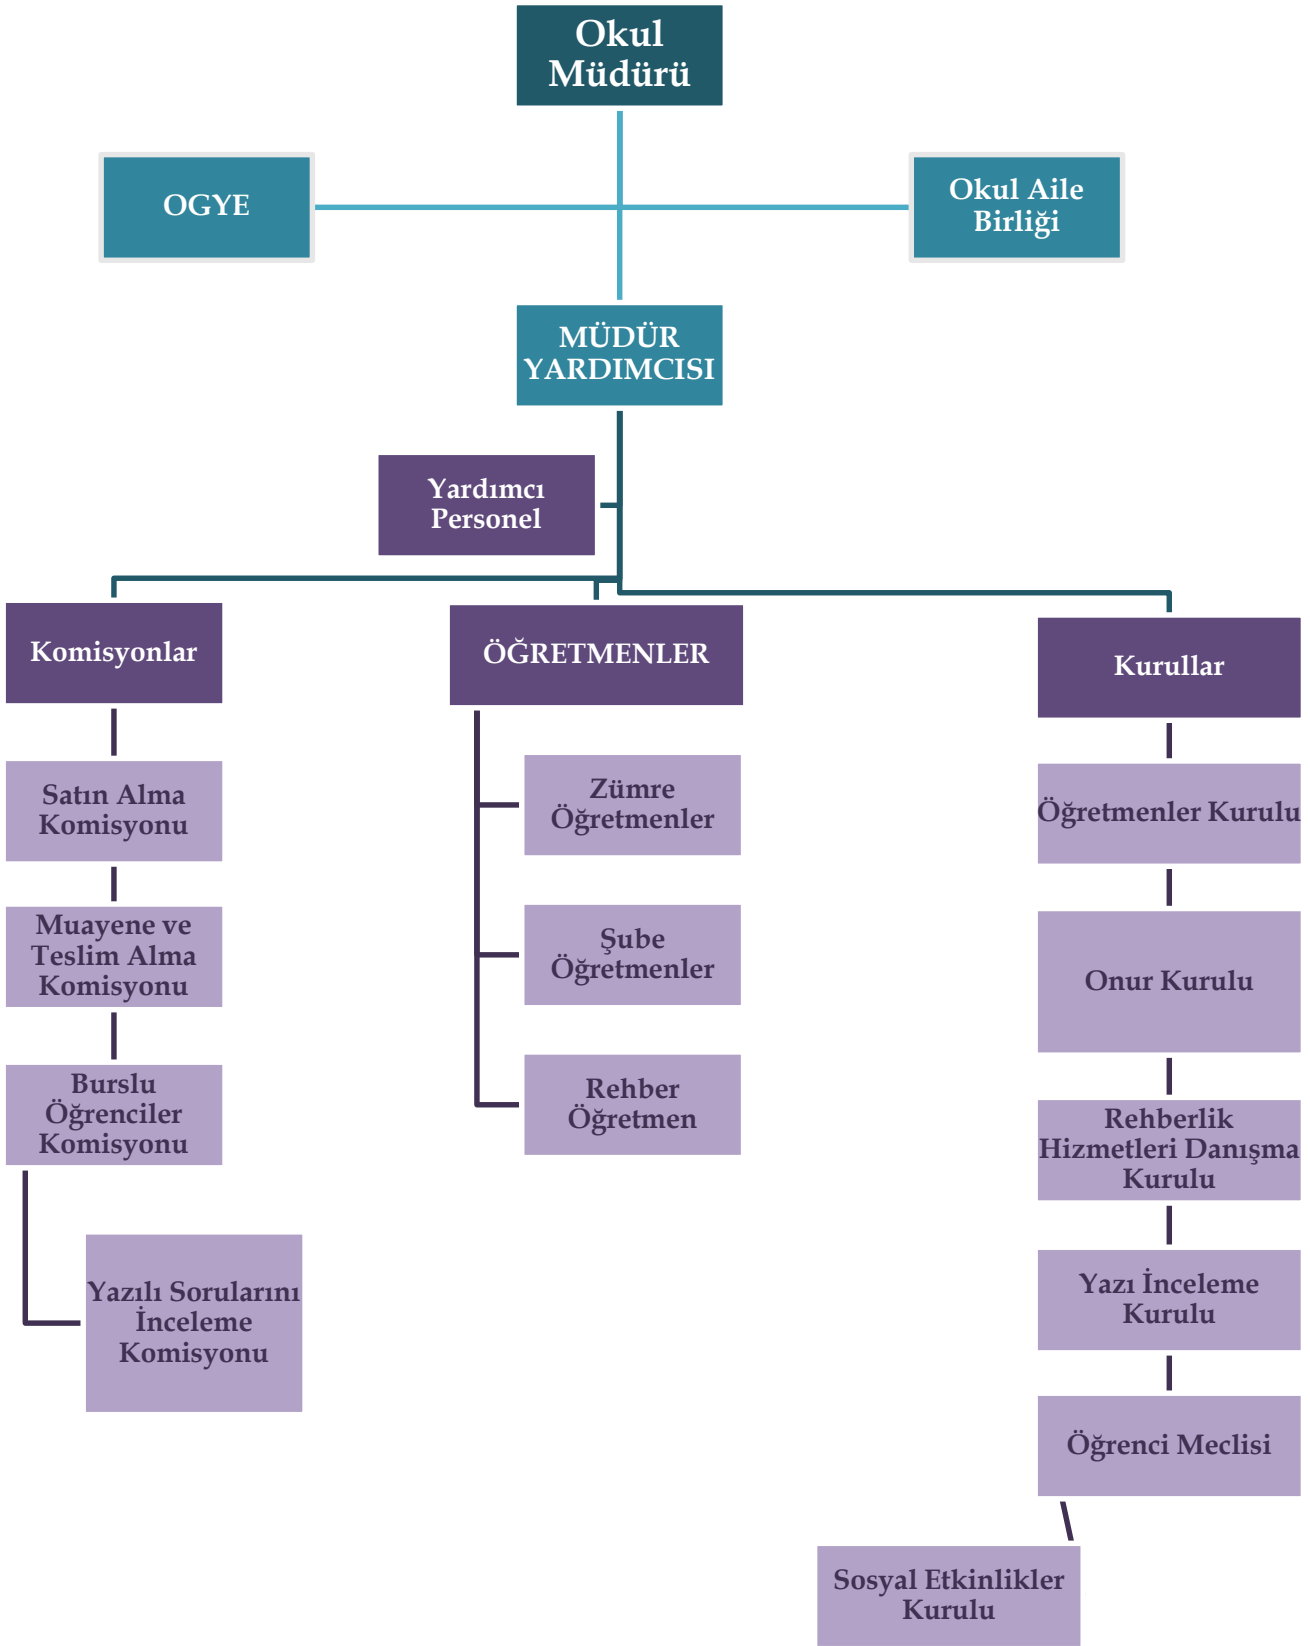 Okul
Müdürü
OGYE
Okul Aile
Birliği
MÜDÜR
YARDIMCISI
Yardımcı
Personel
Komisyonlar
Satın Alma
Komisyonu
Muayene ve
Teslim Alma
Komisyonu
Burslu
Öğrenciler
Komisyonu
Yazılı Sorularını
İnceleme
Komisyonu
ÖĞRETMENLER
Zümre
Öğretmenler
Şube
Öğretmenler
Rehber
Öğretmen
Kurullar
Öğretmenler Kurulu
Onur Kurulu
Rehberlik
Hizmetleri Danışma
Kurulu
Yazı İnceleme
Kurulu
Öğrenci Meclisi
Sosyal Etkinlikler
Kurulu